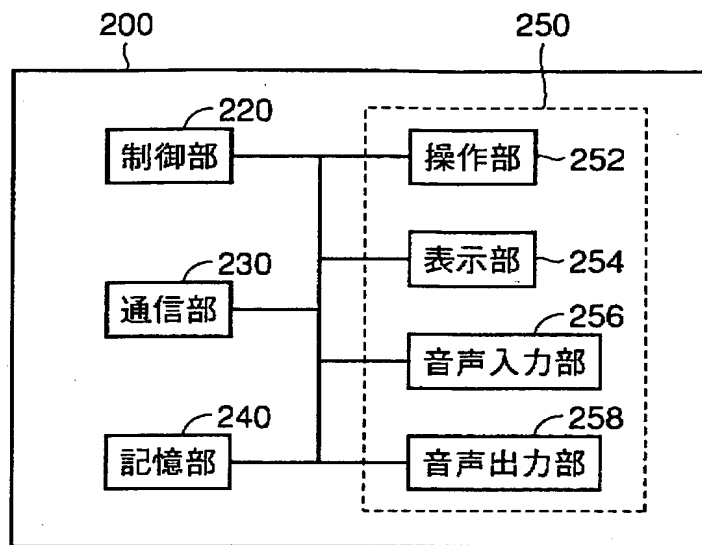 200
250
220
制御部
操作部
252
230
表示部
254
通信部
256
音声入力部
240
258
記憶部
音声出力部